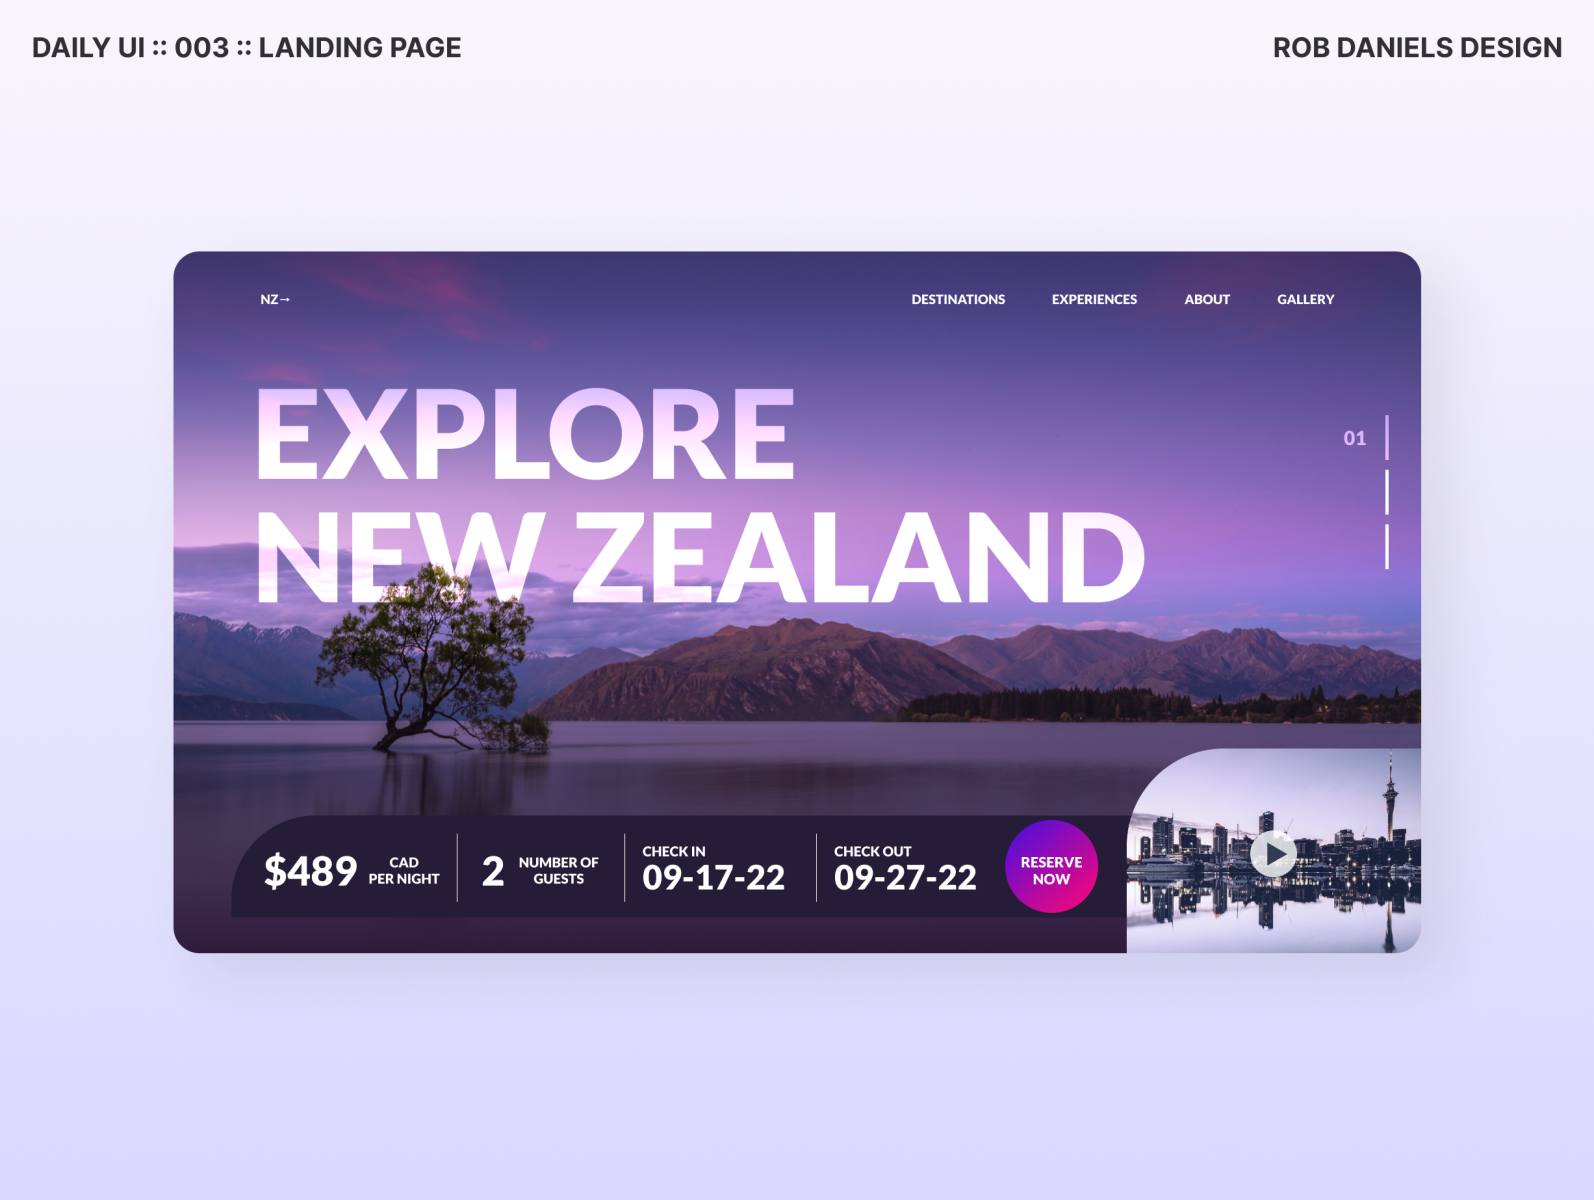 DAILY UI :: 003 :: LANDING PAGE
ROB DANIELS DESIGN
NZ→
DESTINATIONS
EXPERIENCES
ABOUT
GALLERY
EXPLORE
NEW ZEALAND
01
$489
CAD
PER NIGHT
2
NUMBER OF
GUESTS
CHECK IN
09-17-22
CHECK OUT
09-27-22
RESERVE
NOW